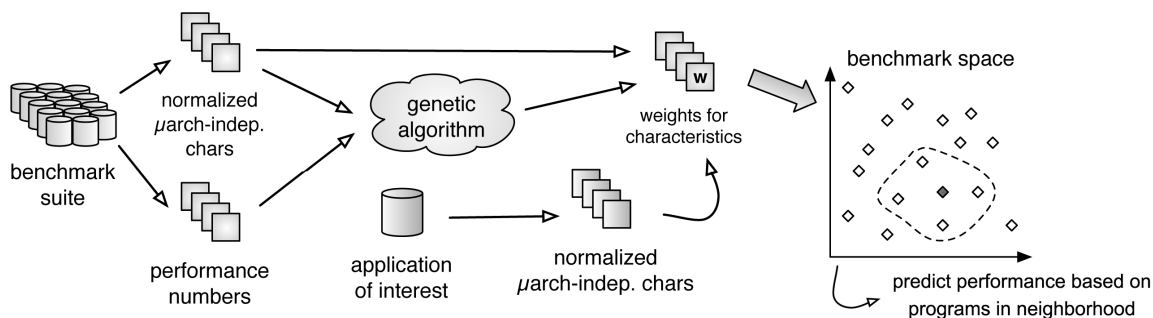 benchmark
suite
normalized
µarch-indep.
chars
performance
numbers
genetic
algorithm
application
of interest
normalized
µarch-indep. chars
w
weights for
characteristics
benchmark space
predict performance based on
programs in neighborhood